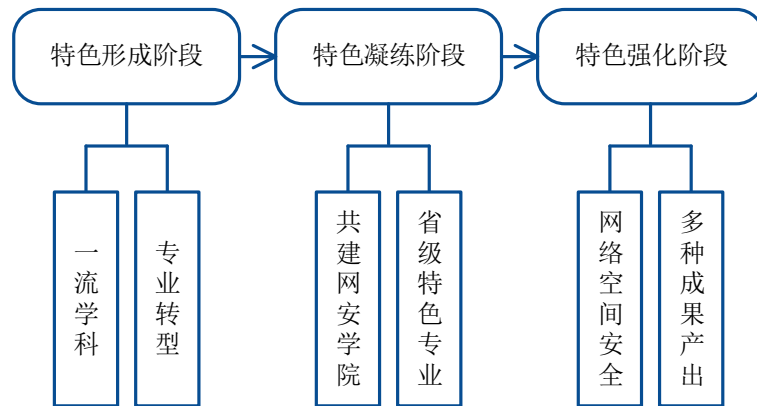 特色形成阶段
特色凝练阶段
特色强化阶段
一流学科
专业转型
共建网安学院
省级特色专业
网络空间安全
多种成果产出